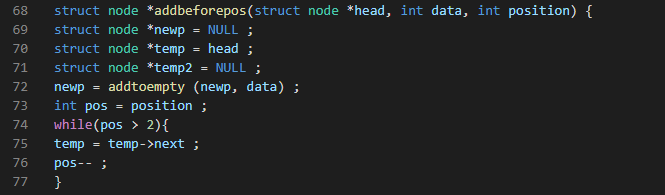 68 struct node *addbeforepos(struct node *head, int data, int position) {
69 struct node *newp = NULL ;
70 struct node *temp = head ;
71 struct node *temp2 = NULL ;
72 newp = addtoempty (newp, data) ;
73 int pos = position ;
74 while(pos > 2){
75 temp = temp->next ;
76 pos-- ;
77 }